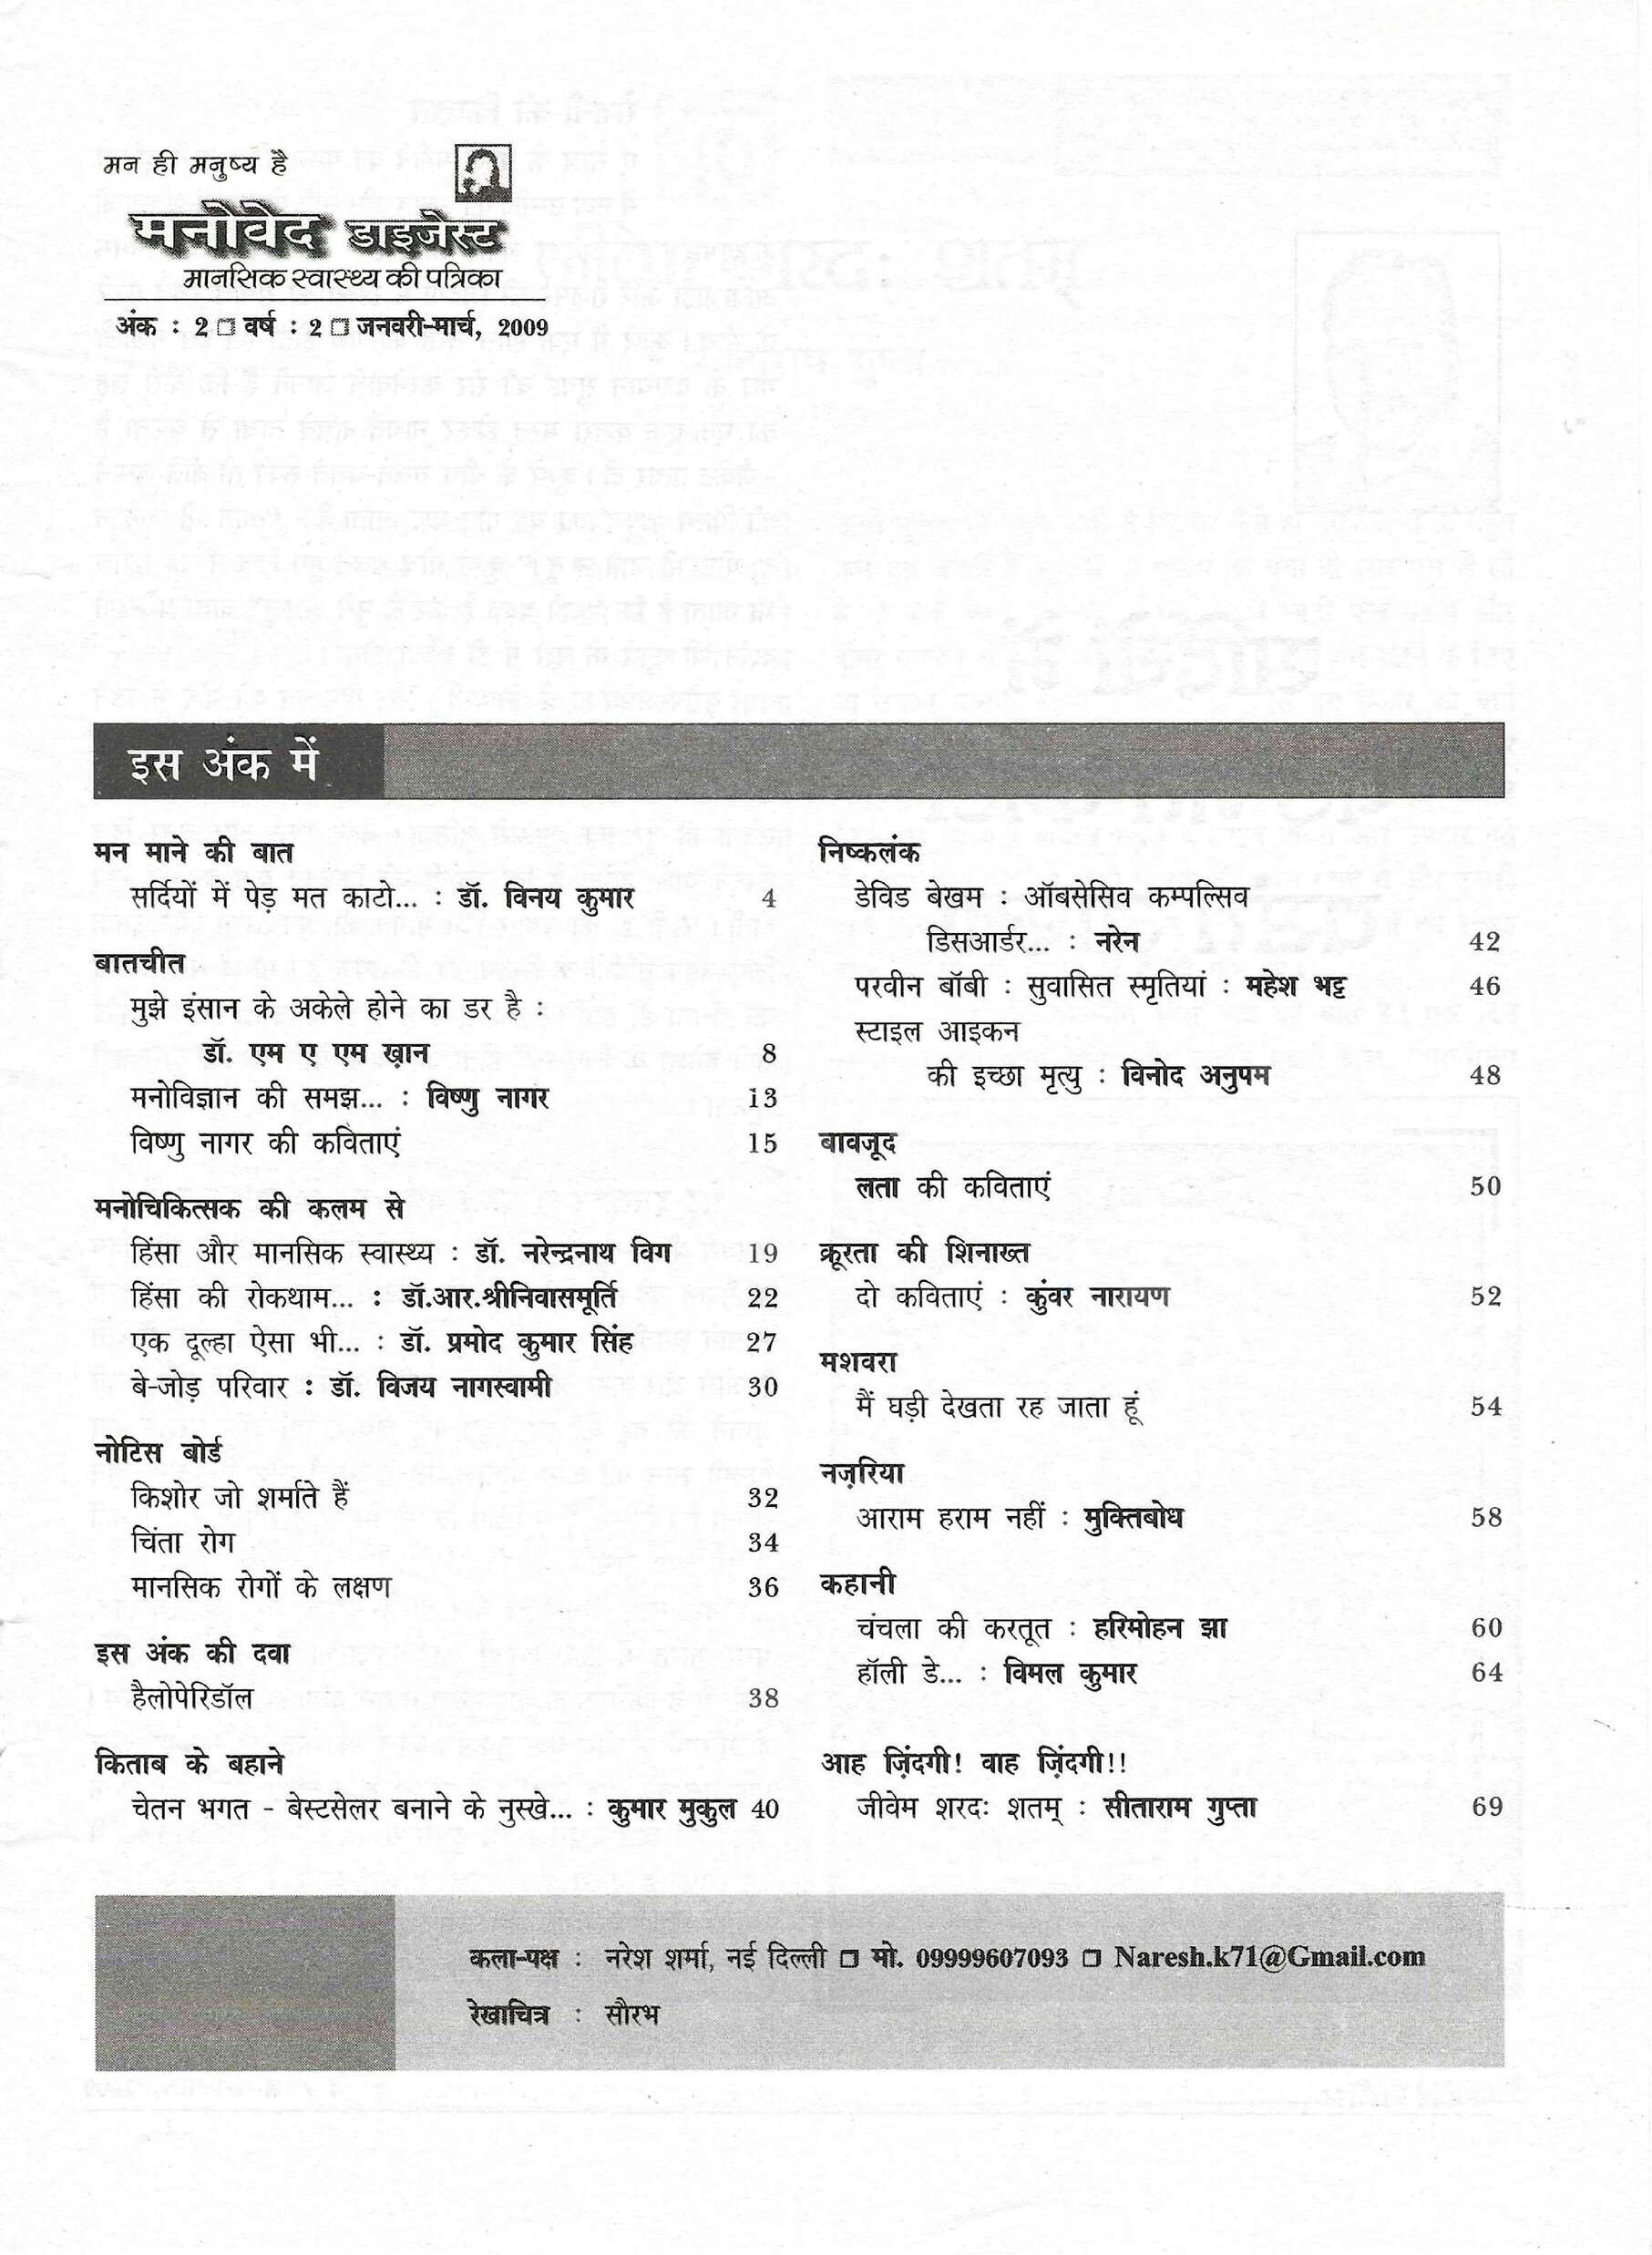 मन ही मनुष्य है
मनोवेद डाइजेस्ट
मानसिक स्वास्थ्य की पत्रिका
अंक : 2 □ वर्ष : 2 □ जनवरी-मार्च, 2009
इस अंक में
मन माने की बात
सर्दियों में पेड़ मत काटो... : डॉ. विनय कुमार 4
बातचीत
मुझे इंसान के अकेले होने का डर है :
डॉ. एम ए एम ख़ान 8
मनोविज्ञान की समझ... : विष्णु नागर 13
विष्णु नागर की कविताएं 15
मनोचिकित्सक की कलम से
हिंसा और मानसिक स्वास्थ्य : डॉ. नरेन्द्रनाथ विग 19
हिंसा की रोकथाम... : डॉ.आर.श्रीनिवासमूर्ति 22
एक दूल्हा ऐसा भी... : डॉ. प्रमोद कुमार सिंह 27
बे-जोड़ परिवार : डॉ. विजय नागस्वामी 30
नोटिस बोर्ड
किशोर जो शर्माते हैं 32
चिंता रोग 34
मानसिक रोगों के लक्षण 36
इस अंक की दवा
हैलोपेरिडॉल 38
किताब के बहाने
चेतन भगत - बेस्टसेलर बनाने के नुस्खे... : कुमार मुकुल 40
निष्कलंक
डेविड बेखम : ऑबसेसिव कम्पल्सिव
डिसआर्डर... : नरेन 42
परवीन बॉबी : सुवासित स्मृतियां : महेश भट्ट 46
स्टाइल आइकन
की इच्छा मृत्यु : विनोद अनुपम 48
बावजूद
लता की कविताएं 50
क्रूरता की शिनाख्त
दो कविताएं : कुंवर नारायण 52
मशवरा
मैं घड़ी देखता रह जाता हूं 54
नज़रिया
आराम हराम नहीं : मुक्तिबोध 58
कहानी
चंचला की करतूत : हरिमोहन झा 60
हॉली डे... : विमल कुमार 64
आह ज़िंदगी! वाह ज़िंदगी!!
जीवेम शरदः शतम् : सीताराम गुप्ता 69
कला-पक्ष : नरेश शर्मा, नई दिल्ली □ मो. 09999607093 □ Naresh.k71@Gmail.com
रेखाचित्र : सौरभ